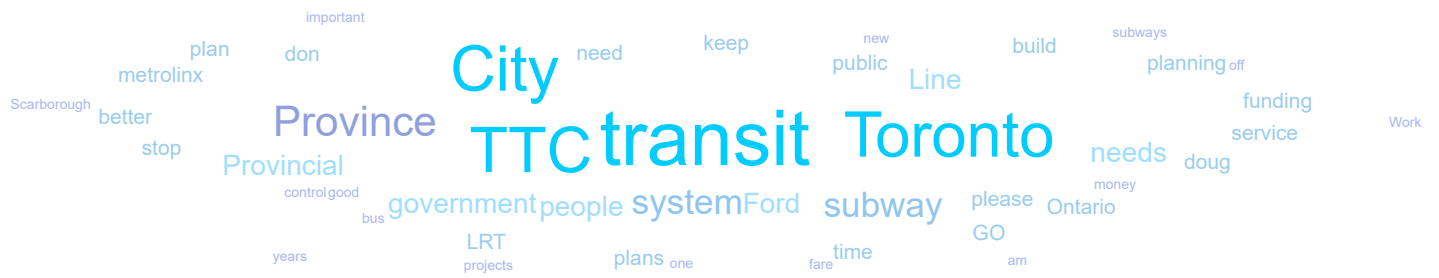 important
new
subways
plan
don
City
need
keep
public
build
planning
off
metrolinx
Line
Scarborough
better
Province
TTC
transit
Toronto
funding
service
Work
stop
Provincial
needs
doug
control
good
government
people
system
Ford
subway
please
Ontario
money
bus
LRT
GO
years
projects
plans
one
fare
time
am